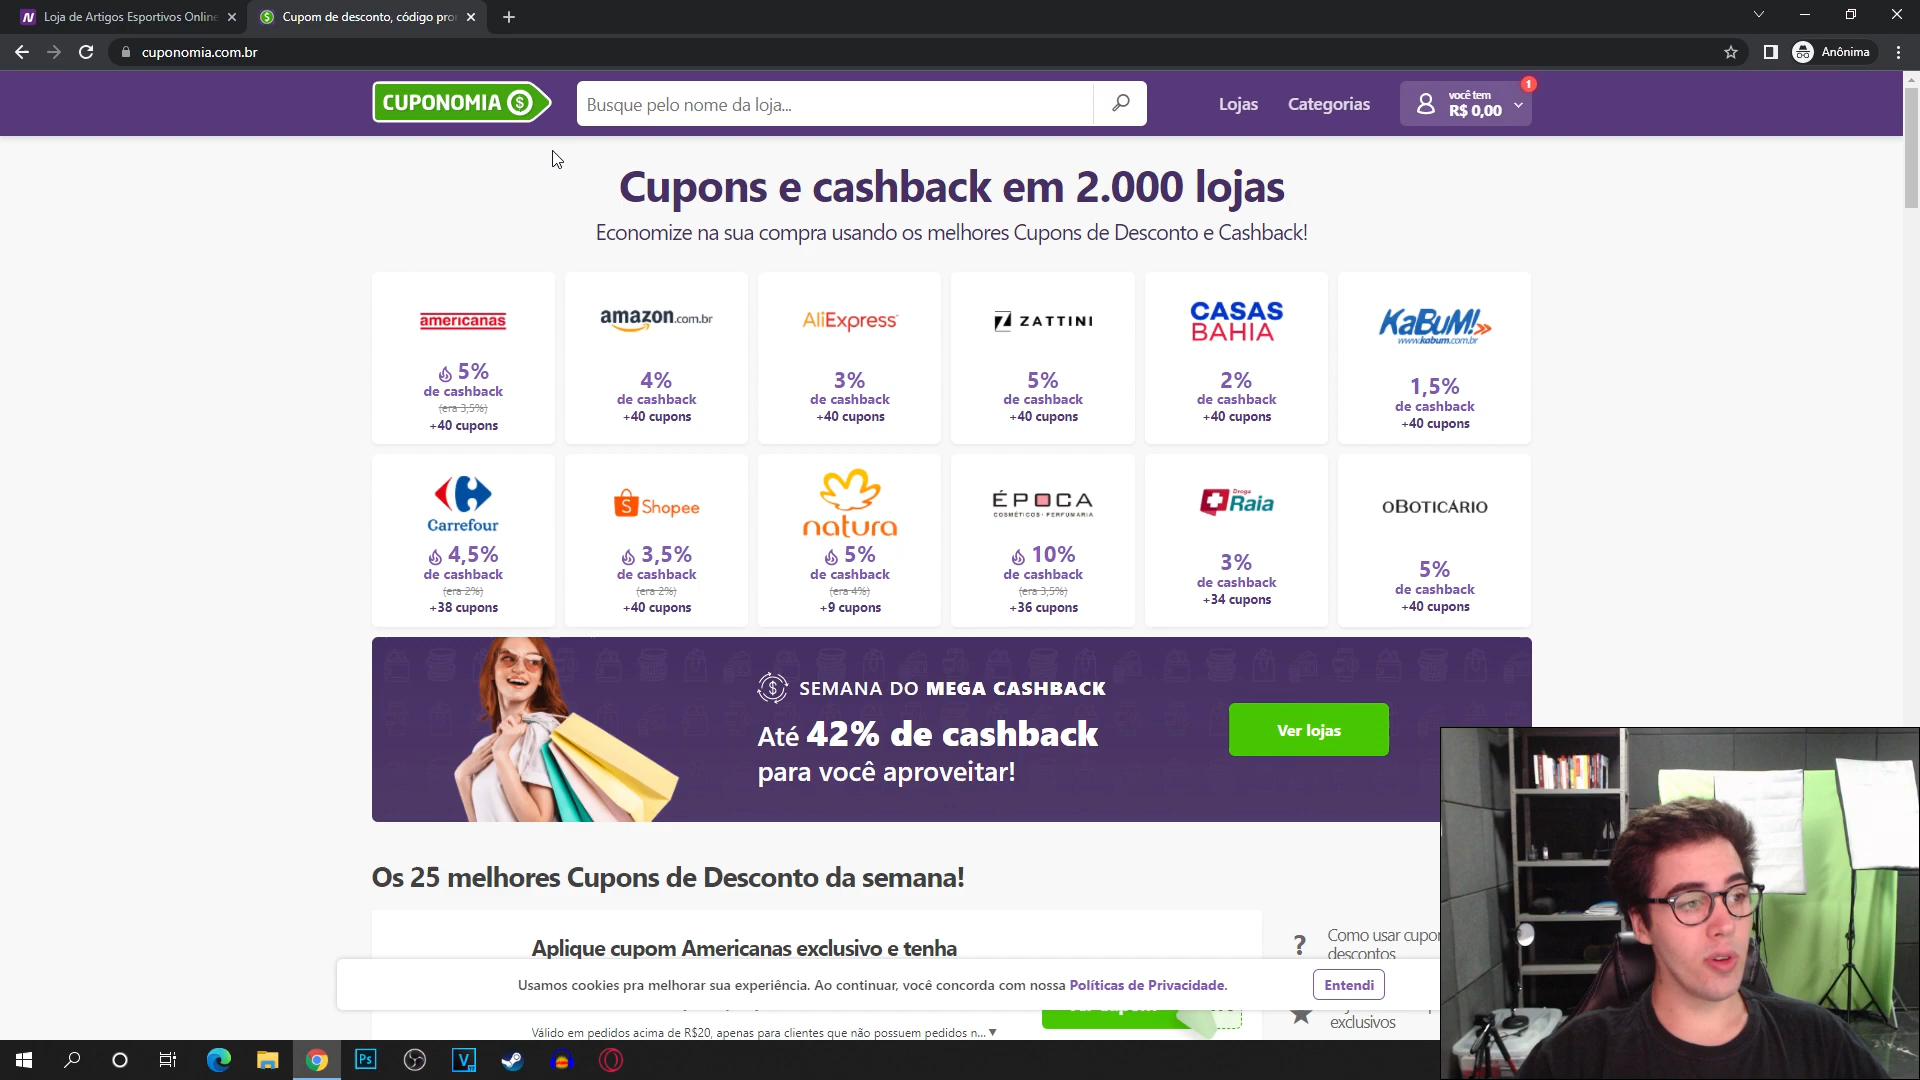 Loja de Artigos Esportivos Online
Cupom de desconto, código pro
cuponomia.com.br
Anônima
CUPONOMIA
Busque pelo nome da loja...
Lojas
Categorias
você tem
R$ 0,00
1
Cupons e cashback em 2.000 lojas
Economize na sua compra usando os melhores Cupons de Desconto e Cashback!
americanas
5%
de cashback
(era 3,5%)
+40 cupons
amazon.com.br
4%
de cashback
+40 cupons
AliExpress
3%
de cashback
+40 cupons
ZATTINI
5%
de cashback
+40 cupons
CASAS
BAHIA
2%
de cashback
+40 cupons
KaBuM!
www.kabum.com.br
1,5%
de cashback
+40 cupons
Carrefour
4,5%
de cashback
(era 2%)
+38 cupons
Shopee
3,5%
de cashback
(era 2%)
+40 cupons
natura
5%
de cashback
(era 4%)
+9 cupons
ÉPOCA
COSMÉTICOS · PERFUMARIA
10%
de cashback
(era 3,5%)
+36 cupons
Droga
Raia
3%
de cashback
+34 cupons
oBOTICÁRIO
5%
de cashback
+40 cupons
SEMANA DO MEGA CASHBACK
Até 42% de cashback
para você aproveitar!
Ver lojas
Os 25 melhores Cupons de Desconto da semana!
Aplique cupom Americanas exclusivo e tenha
Como usar cupo
descontos
Usamos cookies pra melhorar sua experiência. Ao continuar, você concorda com nossa Políticas de Privacidade.
Entendi
exclusivos
Válido em pedidos acima de R$20, apenas para clientes que não possuem pedidos n...
Ps
V